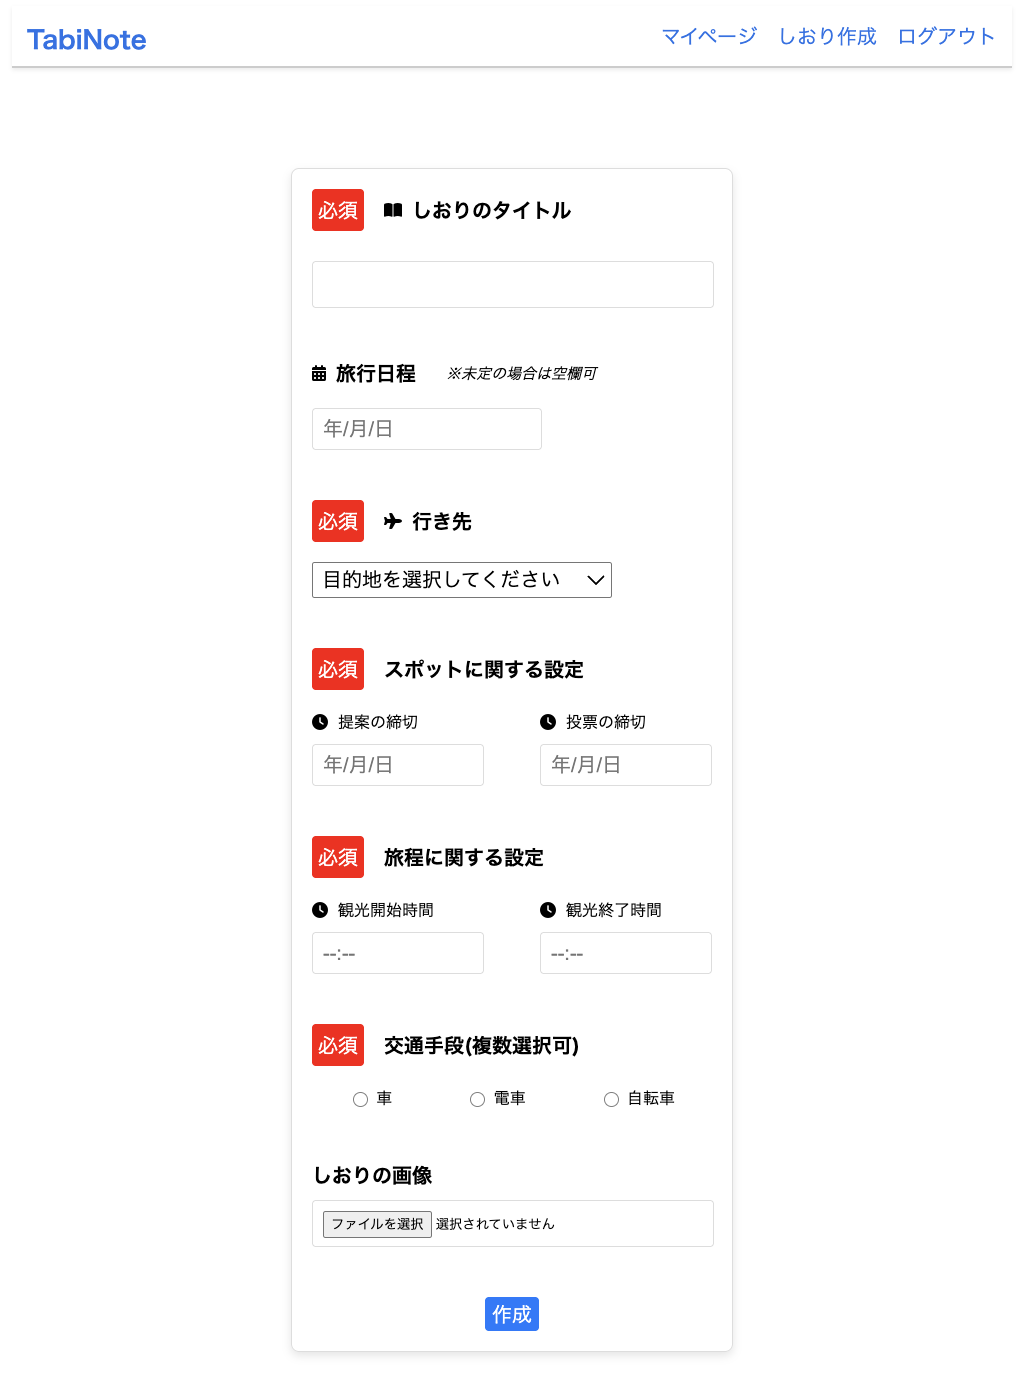 TabiNote マイページ しおり作成 ログアウト
必須 しおりのタイトル
旅行日程 ※未定の場合は空欄可
年/月/日
必須 行き先
目的地を選択してください
必須 スポットに関する設定
提案の締切 投票の締切
年/月/日 年/月/日
必須 旅程に関する設定
観光開始時間 観光終了時間
--:-- --:--
必須 交通手段(複数選択可)
車 電車 自転車
しおりの画像
ファイルを選択 選択されていません
作成